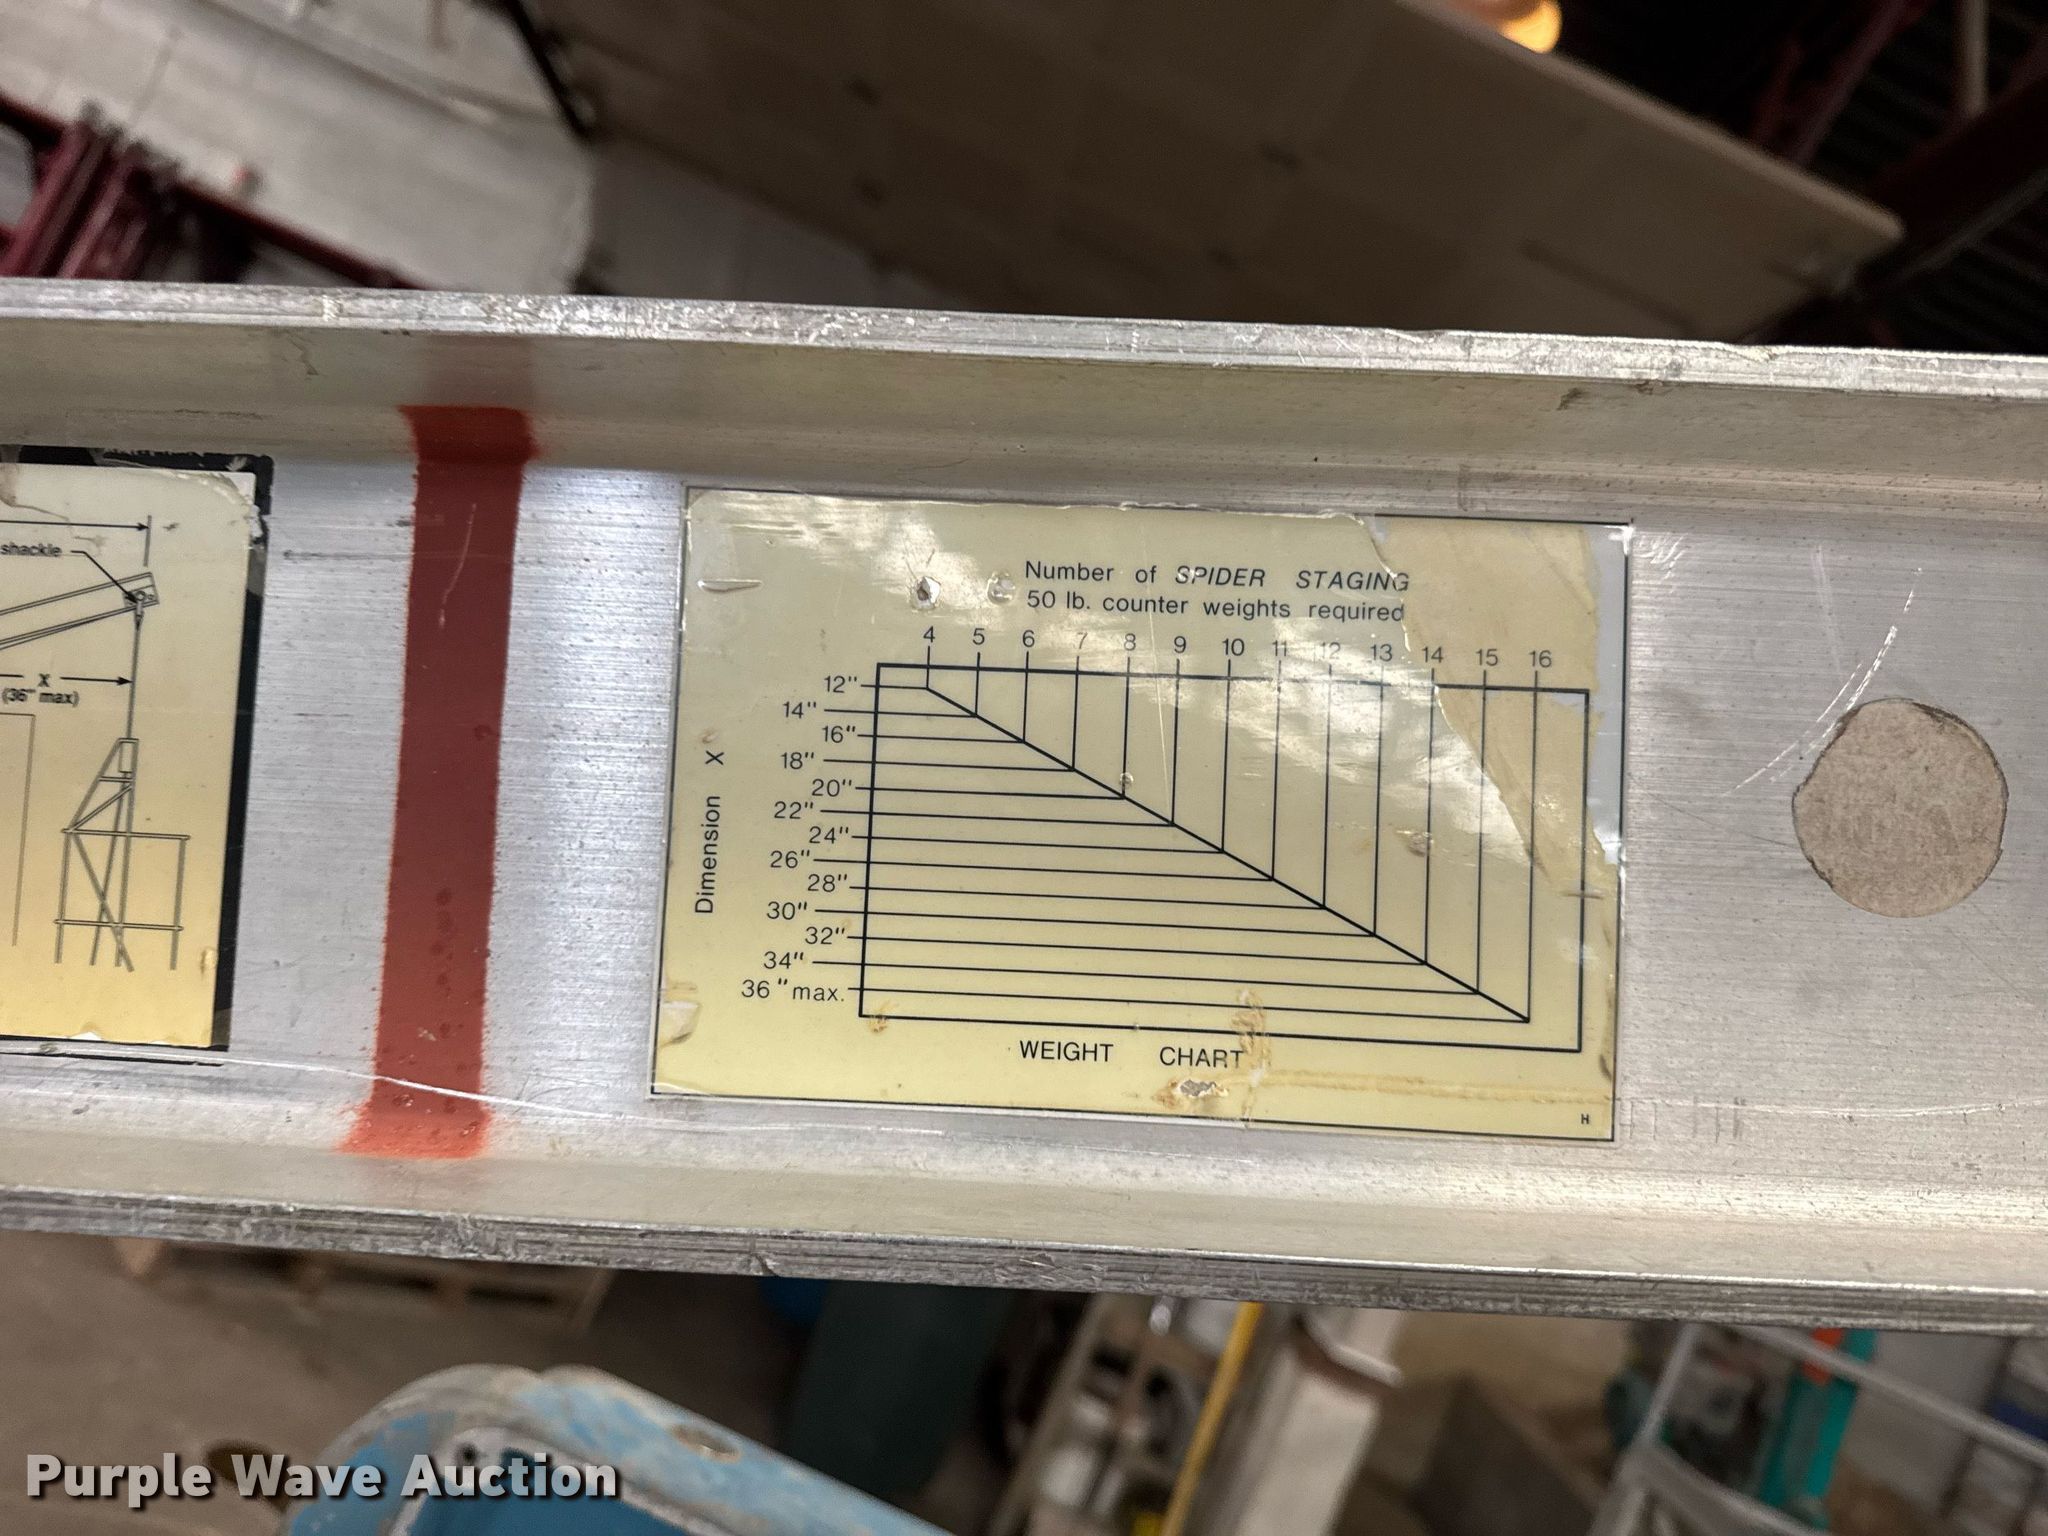 shackle
X
(36" max)
Number of SPIDER STAGING
50 lb. counter weights required
4 5 6 7 8 9 10 11 12 13 14 15 16
12"
14"
16"
18"
20"
22"
24"
26"
28"
30"
32"
34"
36" max.
Dimension X
WEIGHT CHART
H
Purple Wave Auction